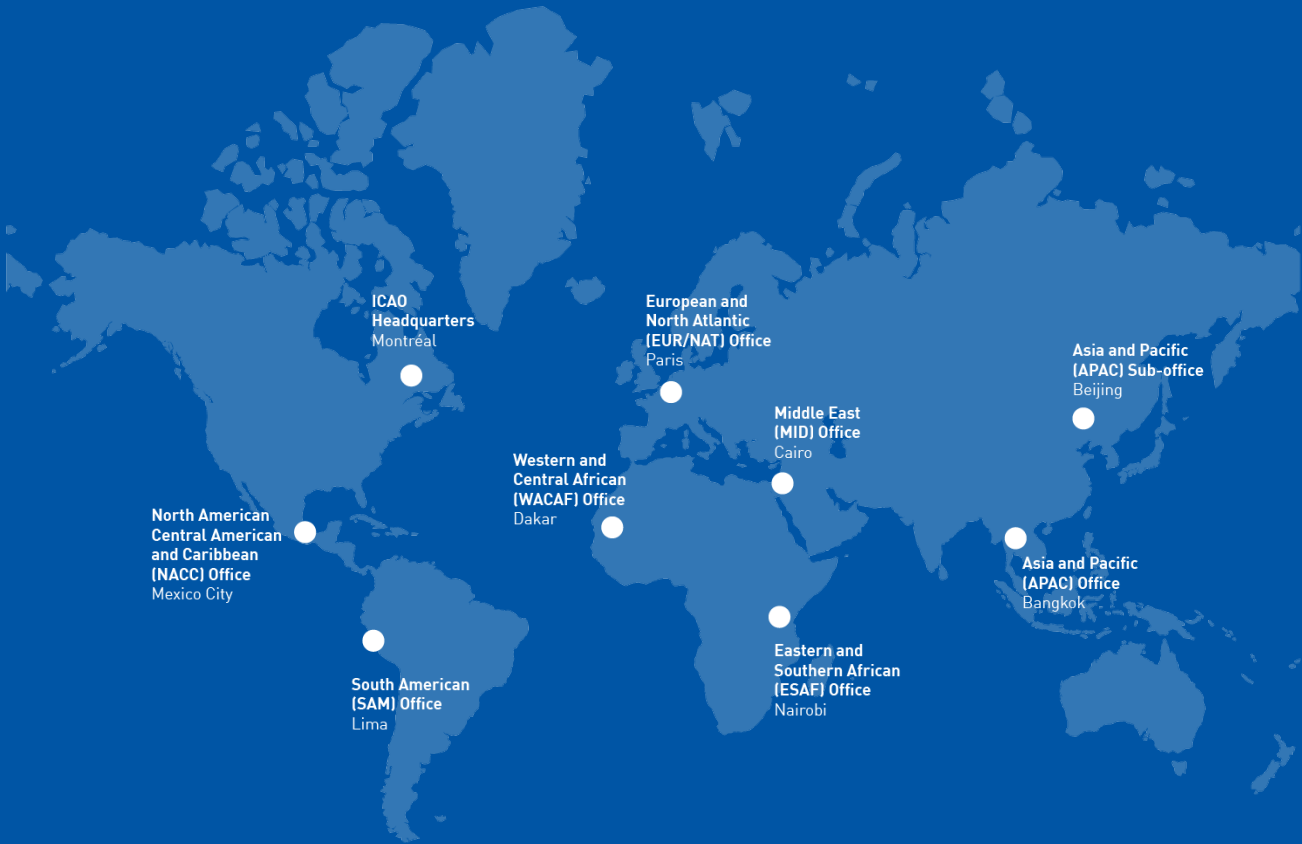 ICAO
Headquarters
Montréal
European and
North Atlantic
(EUR/NAT) Office
Paris
Asia and Pacific
(APAC) Sub-office
Beijing
Middle East
(MID) Office
Cairo
Western and
Central African
(WACAF) Office
Dakar
North American
Central American
and Caribbean
(NACC) Office
Mexico City
Asia and Pacific
(APAC) Office
Bangkok
Eastern and
Southern African
(ESAF) Office
Nairobi
South American
(SAM) Office
Lima